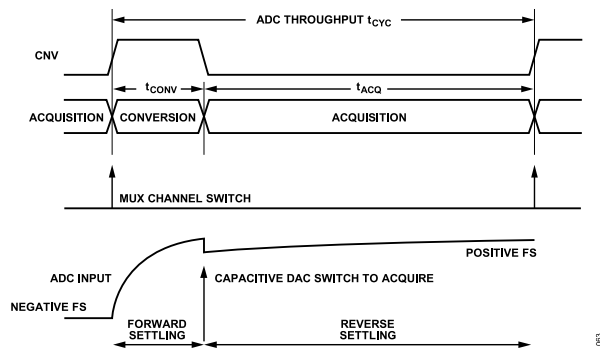 ADC THROUGHPUT tCYC
CNV
tCONV
tACQ
ACQUISITION
CONVERSION
ACQUISITION
MUX CHANNEL SWITCH
POSITIVE FS
ADC INPUT
CAPACITIVE DAC SWITCH TO ACQUIRE
NEGATIVE FS
FORWARD
SETTLING
REVERSE
SETTLING
063